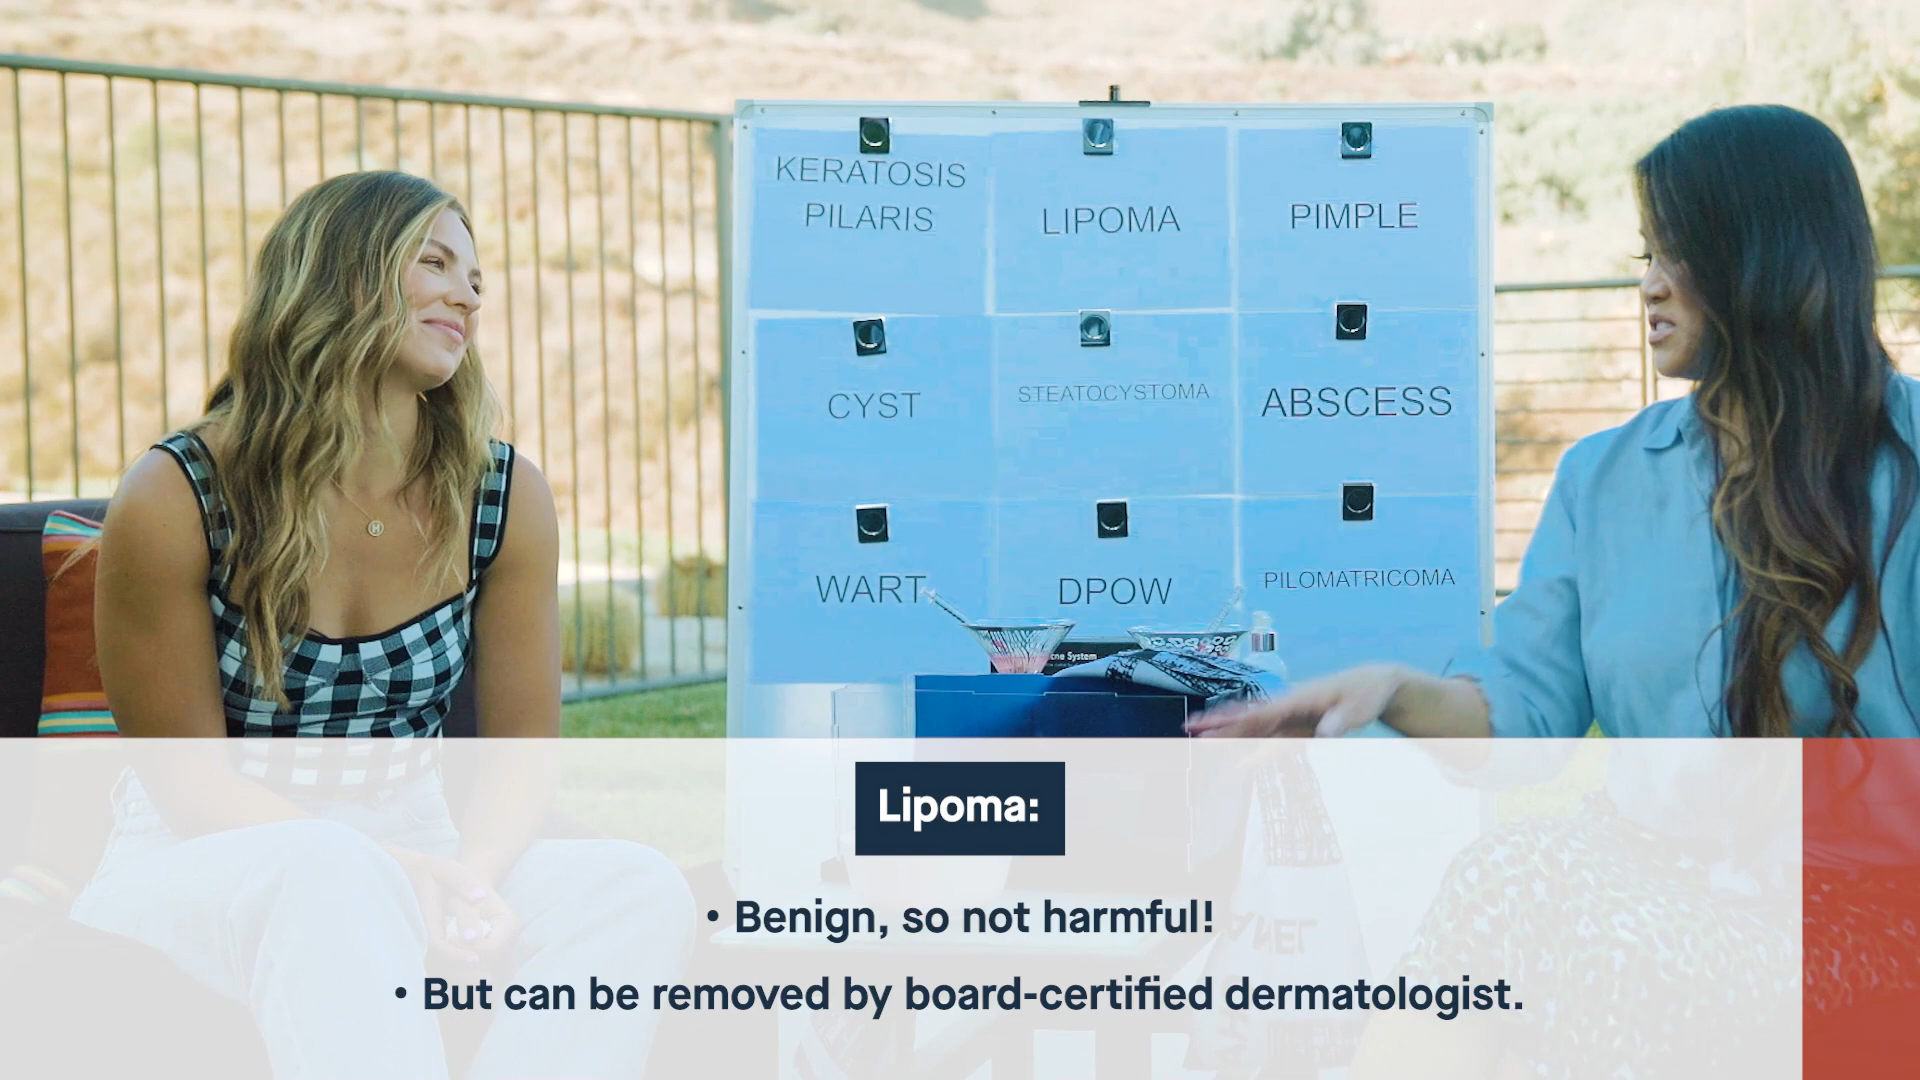 KERATOSIS
PILARIS
LIPOMA
PIMPLE
CYST
STEATOCYSTOMA
ABSCESS
WART
DPOW
PILOMATRICOMA
System
H
Lipoma:
• Benign, so not harmful!
• But can be removed by board-certified dermatologist.